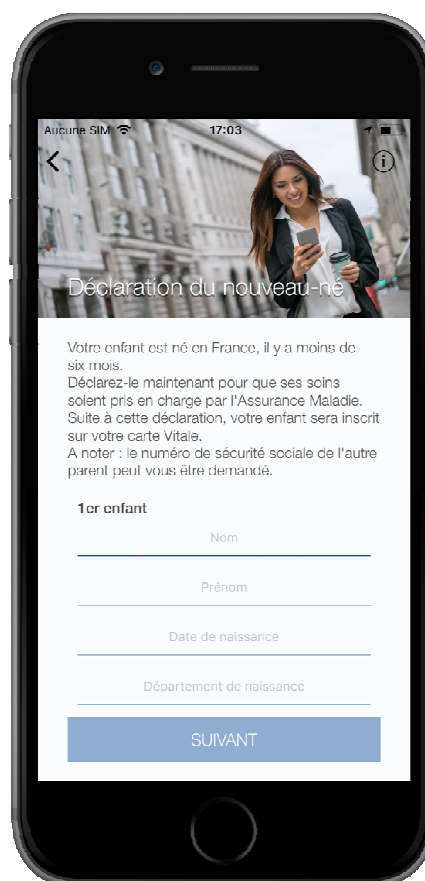 Aucune SIM 17:03
Déclaration du nouveau-né
Votre enfant est né en France, il y a moins de
six mois.
Déclarez-le maintenant pour que ses soins
soient pris en charge par l'Assurance Maladie.
Suite à cette déclaration, votre enfant sera inscrit
sur votre carte Vitale.
A noter : le numéro de sécurité sociale de l'autre
parent peut vous être demandé.
1er enfant
Nom
Prénom
Date de naissance
Département de naissance
SUIVANT